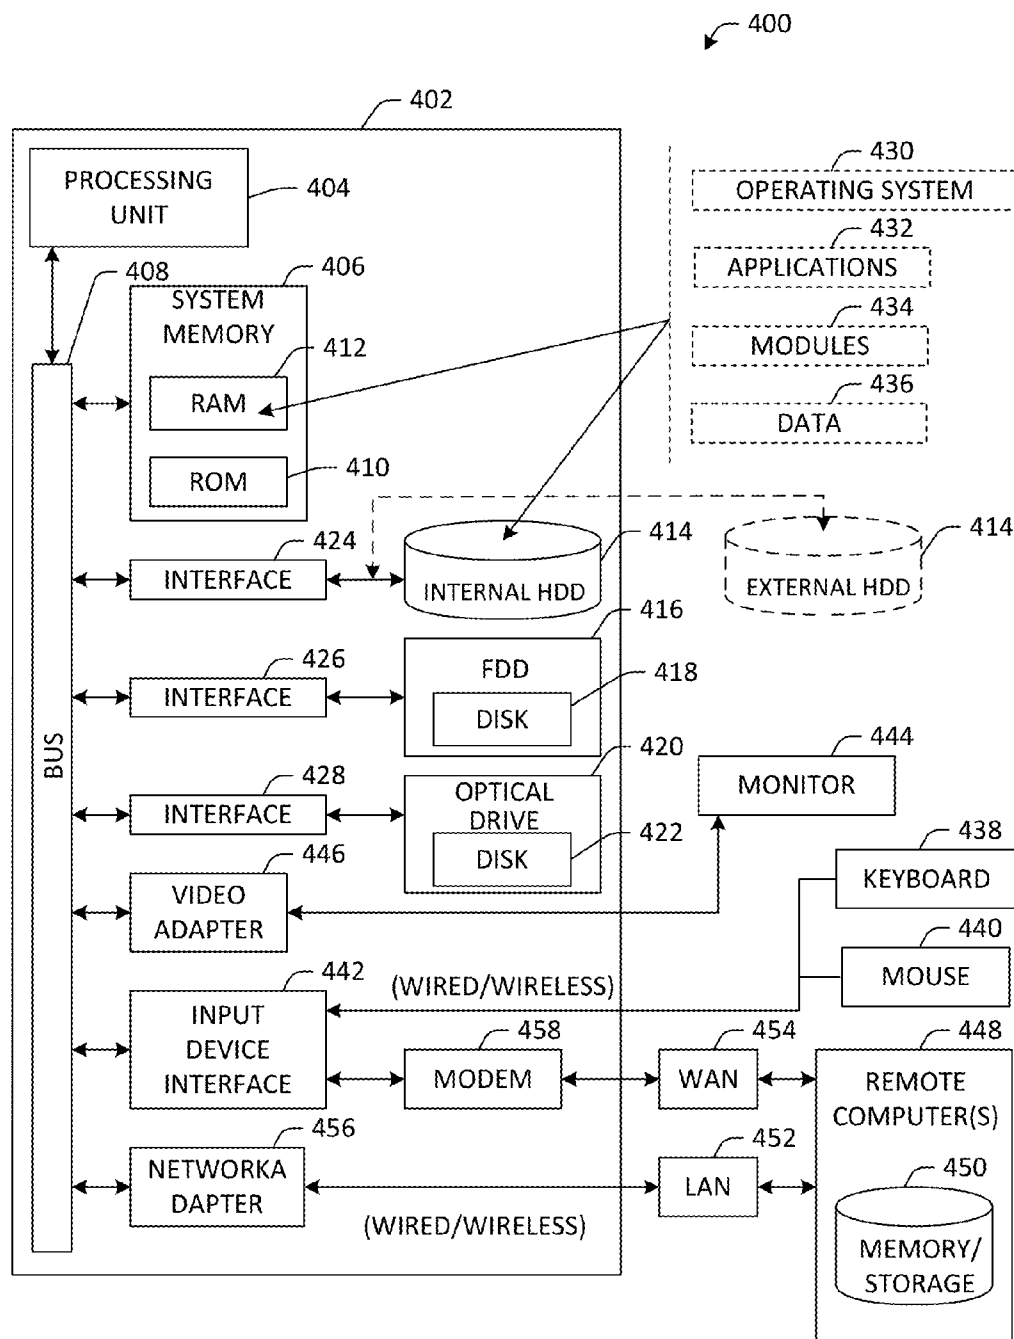 400
402
PROCESSING
UNIT
404
408
406
SYSTEM
MEMORY
412
RAM
410
ROM
430
OPERATING SYSTEM
432
APPLICATIONS
434
MODULES
436
DATA
424
INTERFACE
414
INTERNAL HDD
414
EXTERNAL HDD
416
426
INTERFACE
FDD
418
DISK
BUS
420
428
INTERFACE
OPTICAL
DRIVE
422
DISK
444
MONITOR
446
VIDEO
ADAPTER
438
KEYBOARD
440
MOUSE
442
(WIRED/WIRELESS)
INPUT
DEVICE
INTERFACE
458
MODEM
454
WAN
448
REMOTE
COMPUTER(S)
456
NETWORKA
DAPTER
452
LAN
(WIRED/WIRELESS)
450
MEMORY/
STORAGE